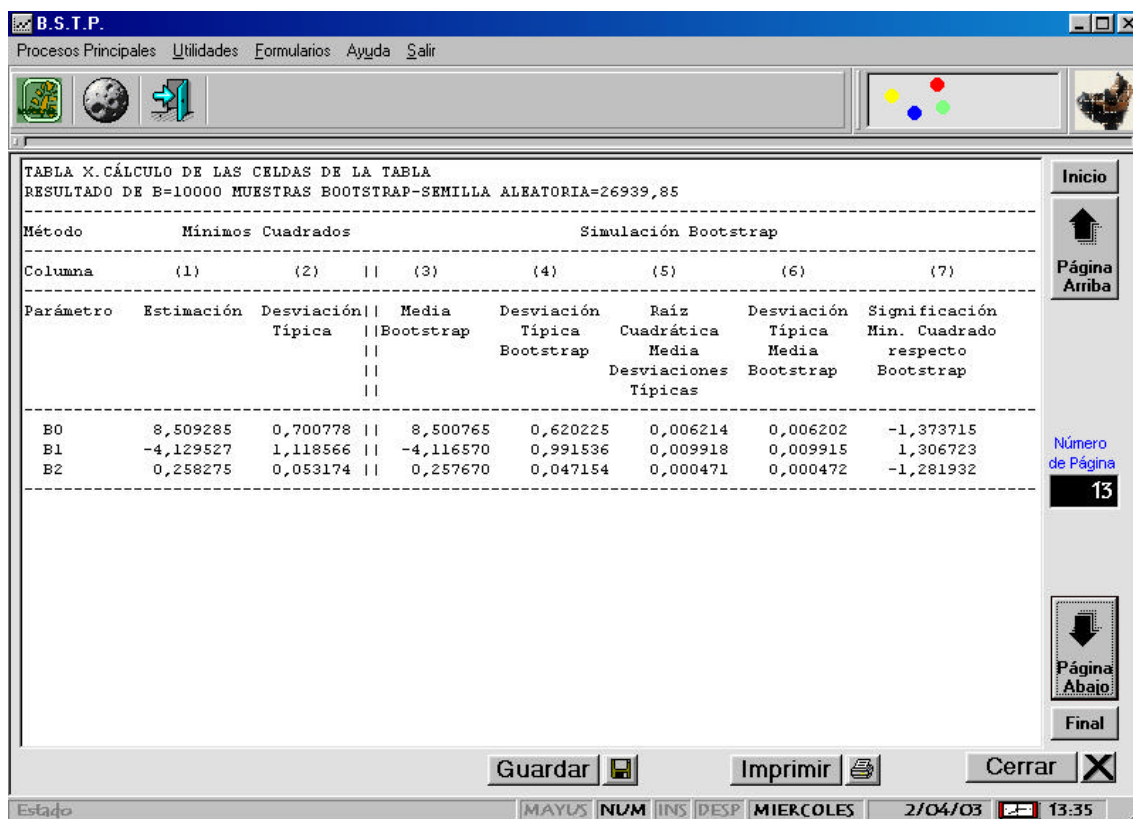 B.S.T.P.
Procesos Principales Utilidades Formularios Ayuda Salir
TABLA X.CÁLCULO DE LAS CELDAS DE LA TABLA
RESULTADO DE B=10000 MUESTRAS BOOTSTRAP-SEMILLA ALEATORIA=26939,85
Método Mínimos Cuadrados Simulación Bootstrap
Columna (1) (2) || (3) (4) (5) (6) (7)
Parámetro Estimación Desviación|| Media Desviación Raíz Desviación Significación
Típica ||Bootstrap Típica Cuadrática Típica Min. Cuadrado
|| Bootstrap Media Media respecto
|| Desviaciones Bootstrap Bootstrap
|| Típicas
B0 8,509285 0,700778 || 8,500765 0,620225 0,006214 0,006202 -1,373715
B1 -4,129527 1,118566 || -4,116570 0,991536 0,009918 0,009915 1,306723
B2 0,258275 0,053174 || 0,257670 0,047154 0,000471 0,000472 -1,281932
Inicio
Página
Arriba
Número
de Página
13
Página
Abajo
Final
Guardar Imprimir Cerrar
Estado MAYUS NUM INS DESP MIERCOLES 2/04/03 13:35